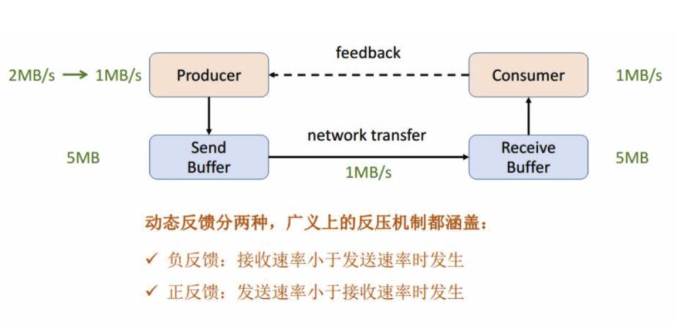 feedback
2MB/s → 1MB/s
Producer
Consumer
1MB/s
5MB
Send
Buffer
network transfer
1MB/s
Receive
Buffer
5MB
动态反馈分两种，广义上的反压机制都涵盖：
✓ 负反馈：接收速率小于发送速率时发生
✓ 正反馈：发送速率小于接收速率时发生